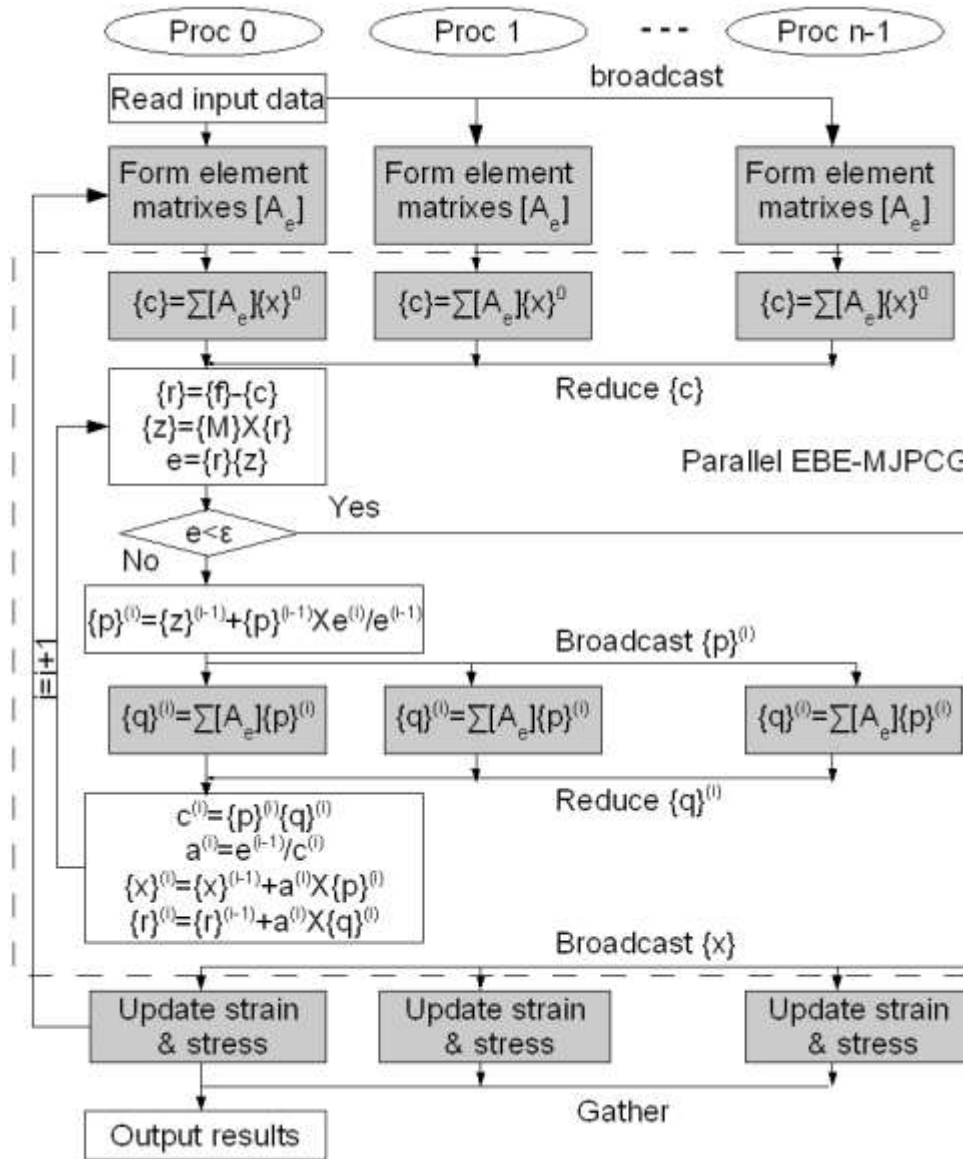 Proc 0
Proc 1
Proc n-1
Read input data
broadcast
Form element
matrixes [Aₑ]
Form element
matrixes [Aₑ]
Form element
matrixes [Aₑ]
{c}=∑[Aₑ]{x}⁰
{c}=∑[Aₑ]{x}⁰
{c}=∑[Aₑ]{x}⁰
Reduce {c}
{r}={f}-{c}
{z}={M}X{r}
e={r}{z}
Parallel EBE-MJPCG
e<ε
Yes
No
{p}⁽ⁱ⁾={z}⁽ⁱ⁻¹⁾+{p}⁽ⁱ⁻¹⁾Xe⁽ⁱ⁾/e⁽ⁱ⁻¹⁾
i=i+1
Broadcast {p}⁽ⁱ⁾
{q}⁽ⁱ⁾=∑[Aₑ]{p}⁽ⁱ⁾
{q}⁽ⁱ⁾=∑[Aₑ]{p}⁽ⁱ⁾
{q}⁽ⁱ⁾=∑[Aₑ]{p}⁽ⁱ⁾
Reduce {q}⁽ⁱ⁾
c⁽ⁱ⁾={p}⁽ⁱ⁾{q}⁽ⁱ⁾
a⁽ⁱ⁾=e⁽ⁱ⁻¹⁾/c⁽ⁱ⁾
{x}⁽ⁱ⁾={x}⁽ⁱ⁻¹⁾+a⁽ⁱ⁾X{p}⁽ⁱ⁾
{r}⁽ⁱ⁾={r}⁽ⁱ⁻¹⁾+a⁽ⁱ⁾X{q}⁽ⁱ⁾
Broadcast {x}
Update strain
& stress
Update strain
& stress
Update strain
& stress
Gather
Output results